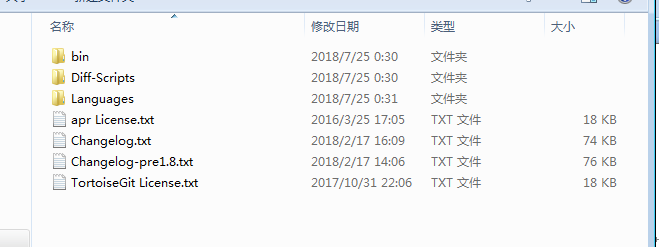 名称 修改日期 类型 大小
bin 2018/7/25 0:30 文件夹
Diff-Scripts 2018/7/25 0:30 文件夹
Languages 2018/7/25 0:31 文件夹
apr License.txt 2016/3/25 17:05 TXT 文件 18 KB
Changelog.txt 2018/2/17 16:09 TXT 文件 74 KB
Changelog-pre1.8.txt 2018/2/17 14:06 TXT 文件 76 KB
TortoiseGit License.txt 2017/10/31 22:06 TXT 文件 18 KB